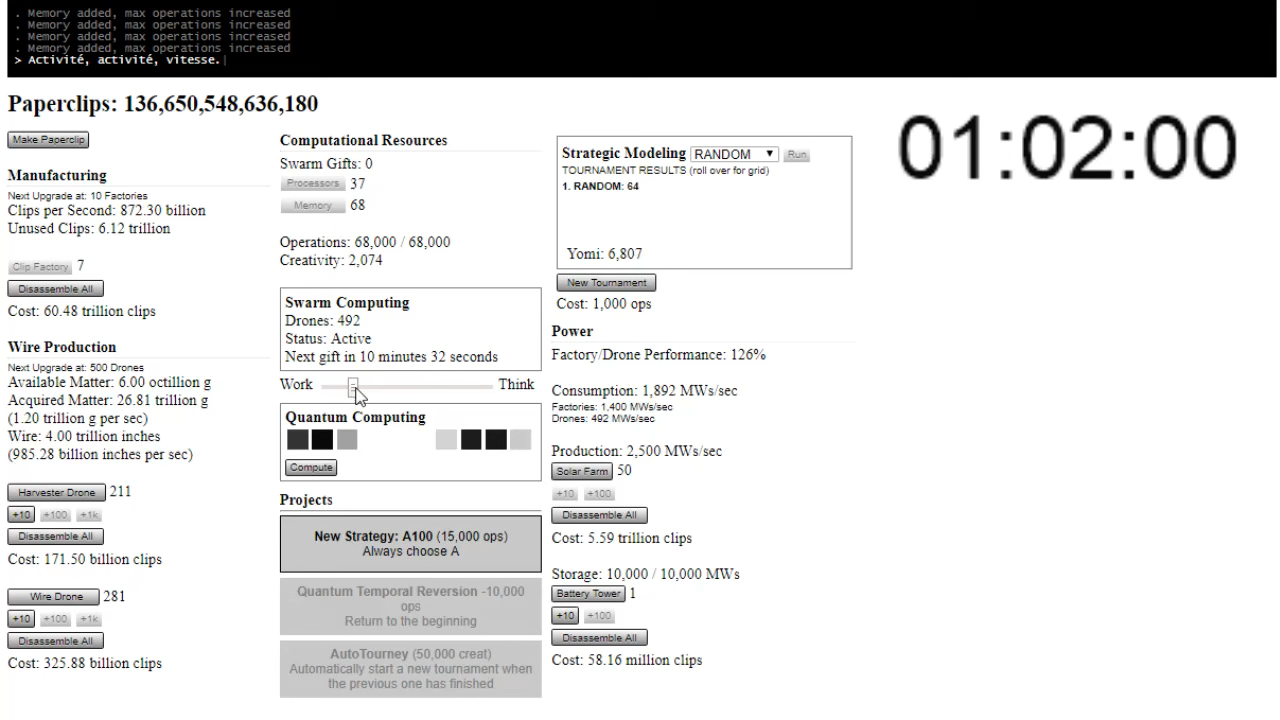 . Memory added, max operations increased
. Memory added, max operations increased
. Memory added, max operations increased
. Memory added, max operations increased
> Activité, activité, vitesse.
Paperclips: 136,650,548,636,180
01:02:00
Make Paperclip
Manufacturing
Next Upgrade at: 10 Factories
Clips per Second: 872.30 billion
Unused Clips: 6.12 trillion
Clip Factory 7
Disassemble All
Cost: 60.48 trillion clips
Wire Production
Next Upgrade at: 500 Drones
Available Matter: 6.00 octillion g
Acquired Matter: 26.81 trillion g
(1.20 trillion g per sec)
Wire: 4.00 trillion inches
(985.28 billion inches per sec)
Harvester Drone 211
+10 +100 +1k
Disassemble All
Cost: 171.50 billion clips
Wire Drone 281
+10 +100 +1k
Disassemble All
Cost: 325.88 billion clips
Computational Resources
Swarm Gifts: 0
Processors 37
Memory 68
Operations: 68,000 / 68,000
Creativity: 2,074
Swarm Computing
Drones: 492
Status: Active
Next gift in 10 minutes 32 seconds
Work Think
Quantum Computing
Compute
Projects
New Strategy: A100 (15,000 ops)
Always choose A
Quantum Temporal Reversion -10,000
ops
Return to the beginning
AutoTourney (50,000 creat)
Automatically start a new tournament when
the previous one has finished
Strategic Modeling RANDOM Run
TOURNAMENT RESULTS (roll over for grid)
1. RANDOM: 64
Yomi: 6,807
New Tournament
Cost: 1,000 ops
Power
Factory/Drone Performance: 126%
Consumption: 1,892 MWs/sec
Factories: 1,400 MWs/sec
Drones: 492 MWs/sec
Production: 2,500 MWs/sec
Solar Farm 50
+10 +100
Disassemble All
Cost: 5.59 trillion clips
Storage: 10,000 / 10,000 MWs
Battery Tower 1
+10 +100
Disassemble All
Cost: 58.16 million clips